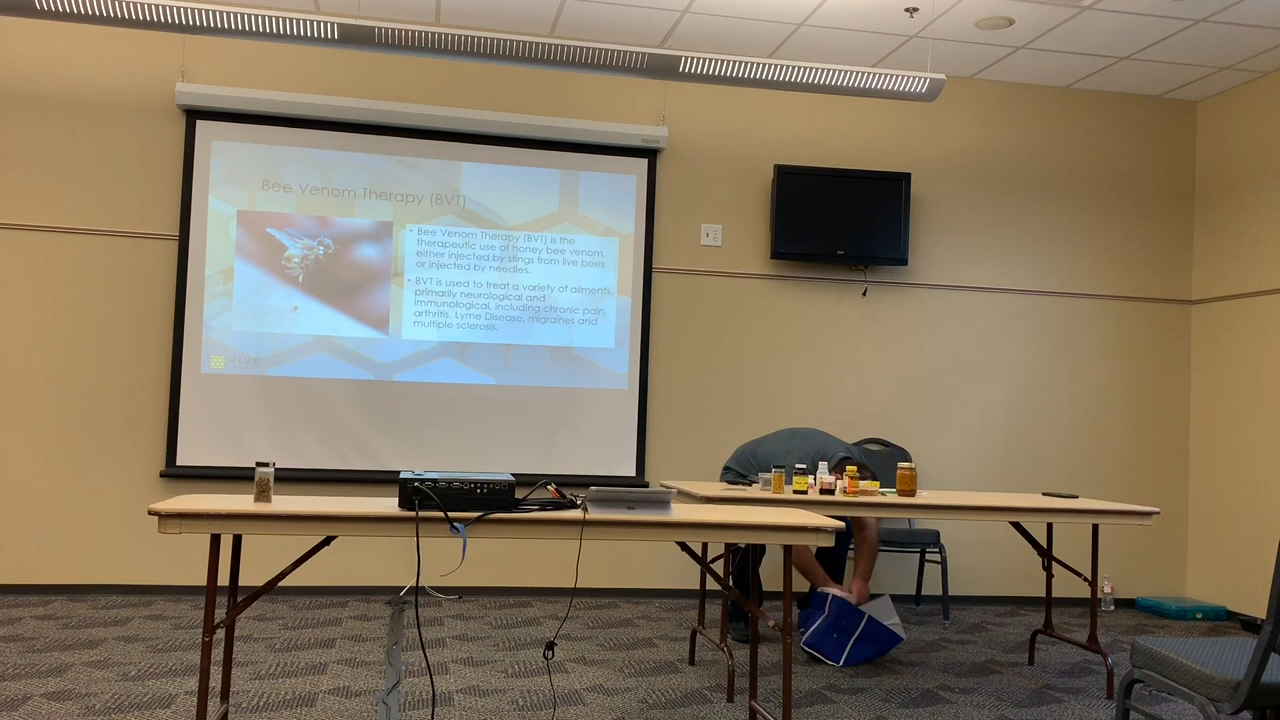 Bee Venom Therapy (BVT)
• Bee Venom Therapy (BVT) is the
therapeutic use of honey bee venom,
either injected by stings from live bees
or injected by needles.
• BVT is used to treat a variety of ailments,
primarily neurological and
immunological, including chronic pain,
arthritis, Lyme Disease, migraines and
multiple sclerosis.
HIVE